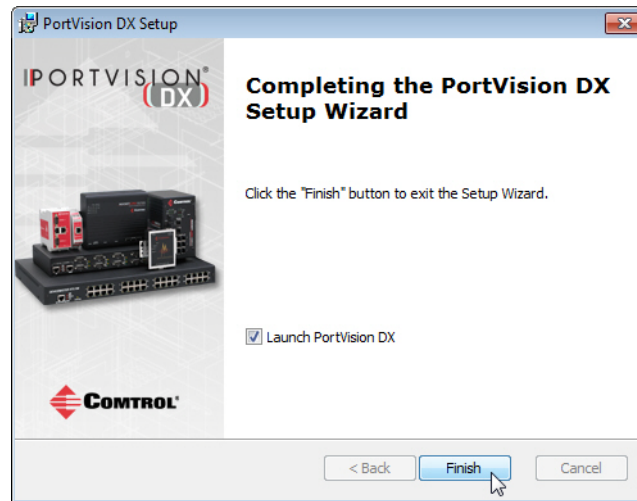 PortVision DX Setup
PORTVISION®
(DX)
Completing the PortVision DX
Setup Wizard
Click the "Finish" button to exit the Setup Wizard.
Launch PortVision DX
COMTROL®
< Back
Finish
Cancel